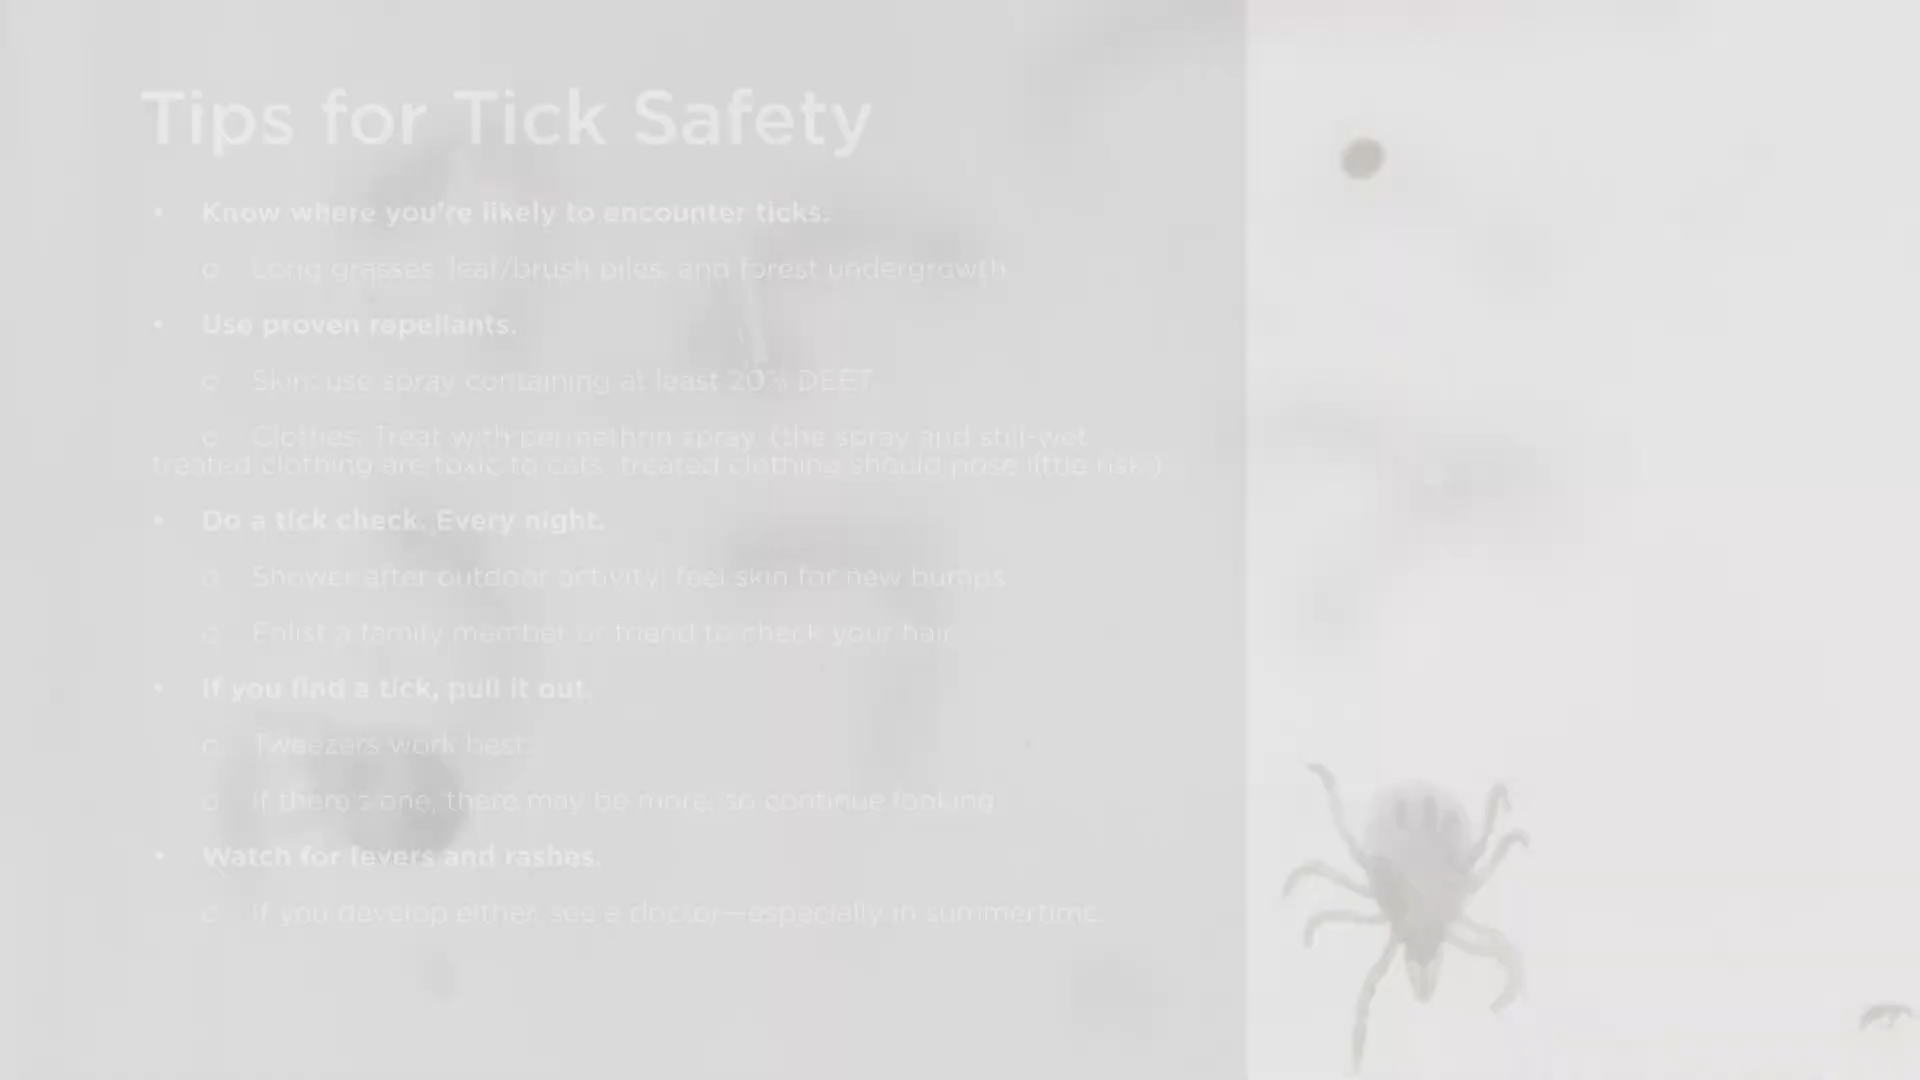 Tips for Tick Safety
• Know where you're likely to encounter ticks.
o Long grasses, leaf/brush piles, and forest undergrowth
• Use proven repellants.
o Skin: use spray containing at least 20% DEET
o Clothes: Treat with permethrin spray. (the spray and still-wet
treated clothing are toxic to cats, treated clothing should pose little risk.)
• Do a tick check. Every night.
o Shower after outdoor activity; feel skin for new bumps
o Enlist a family member or friend to check your hair
• If you find a tick, pull it out.
o Tweezers work best.
o If there's one, there may be more, so continue looking
• Watch for fevers and rashes.
o If you develop either, see a doctor—especially in summertime.